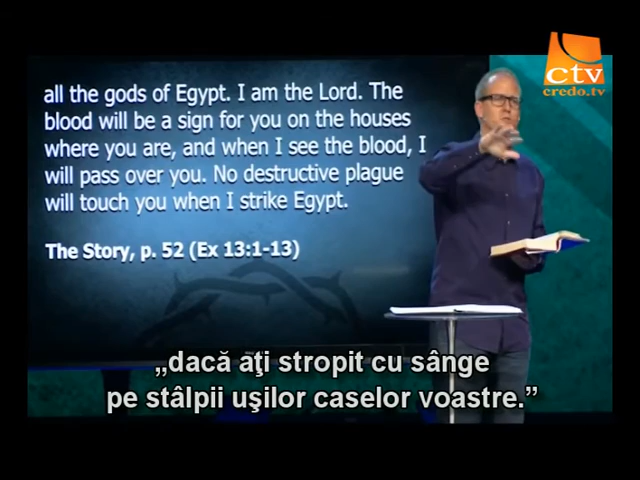 ctv
credo.tv
all the gods of Egypt. I am the Lord. The
blood will be a sign for you on the houses
where you are, and when I see the blood, I
will pass over you. No destructive plague
will touch you when I strike Egypt.
The Story, p. 52 (Ex 13:1-13)
„dacă aţi stropit cu sânge
pe stâlpii uşilor caselor voastre.”